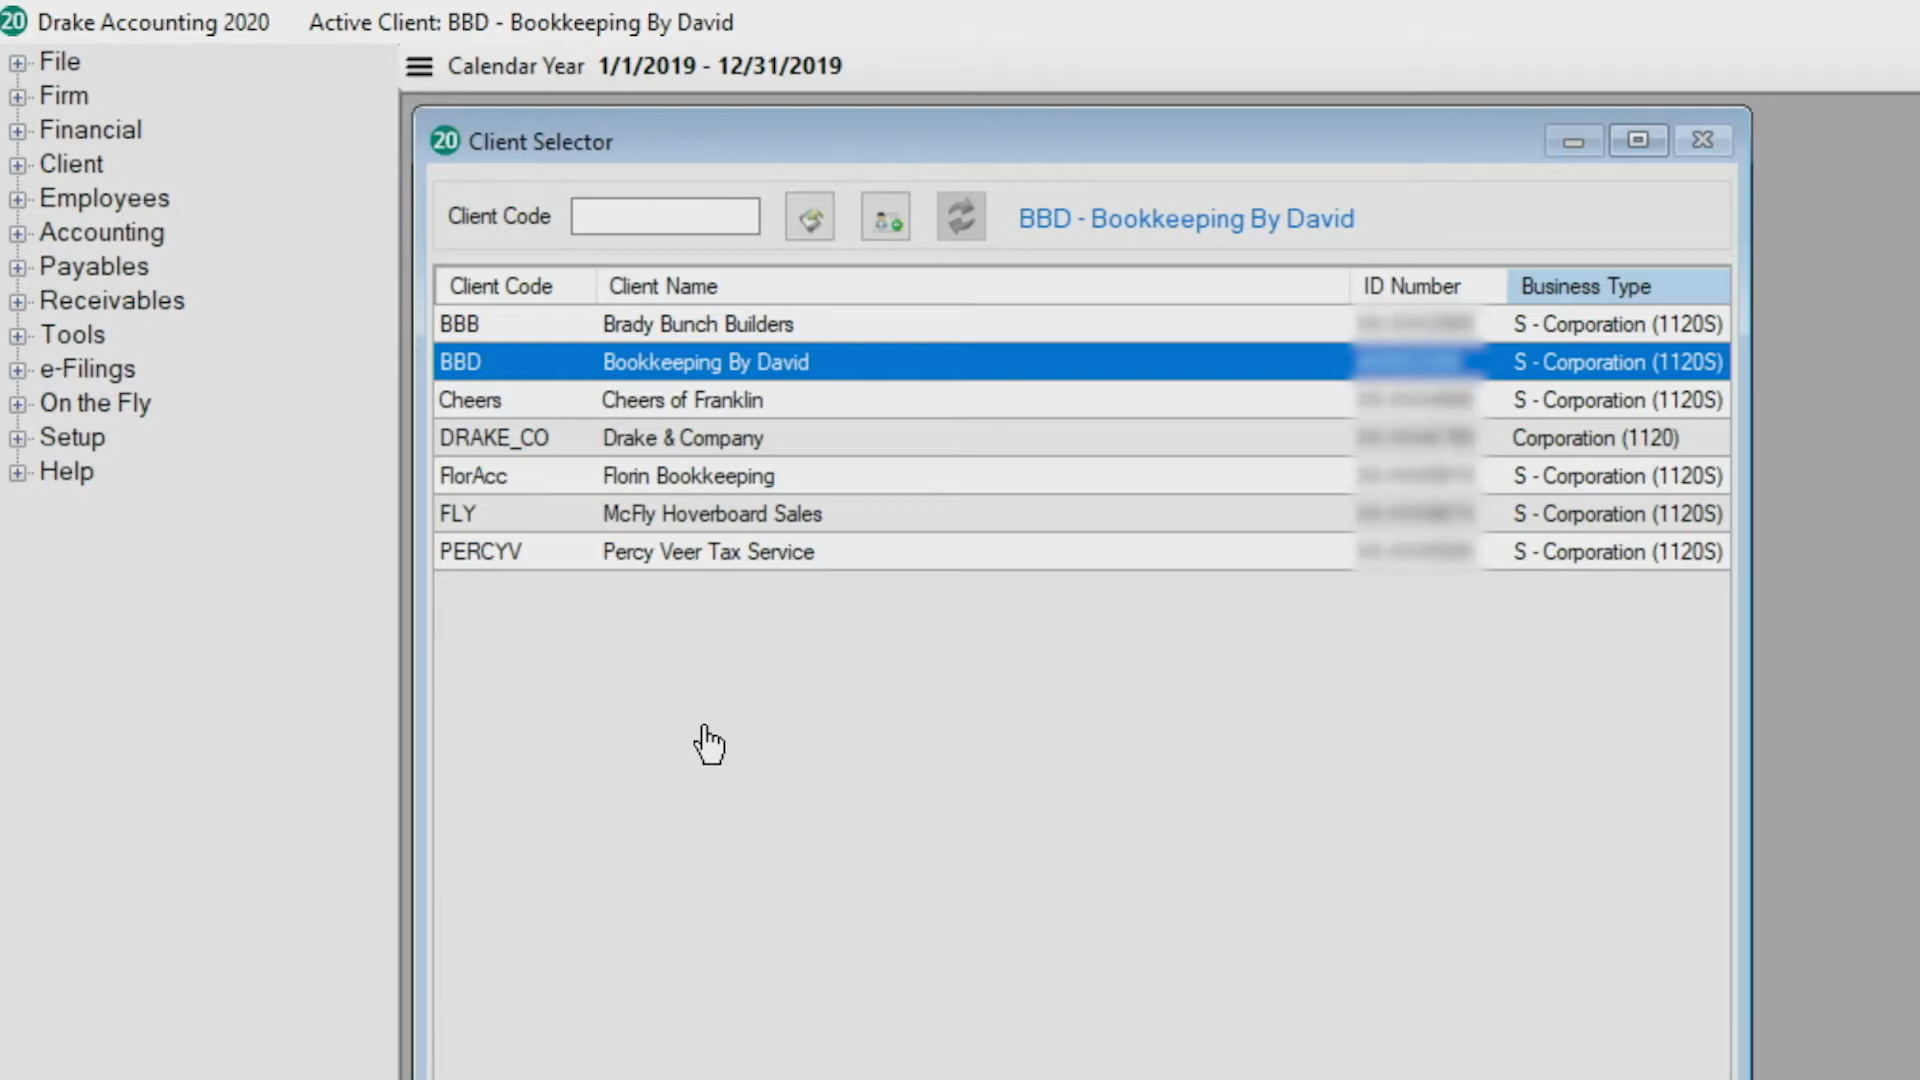 20 Drake Accounting 2020 Active Client: BBD - Bookkeeping By David
File
Firm
Financial
Client
Employees
Accounting
Payables
Receivables
Tools
e-Filings
On the Fly
Setup
Help
Calendar Year 1/1/2019 - 12/31/2019
20 Client Selector
Client Code BBD - Bookkeeping By David
Client Code Client Name ID Number Business Type
BBB Brady Bunch Builders S - Corporation (1120S)
BBD Bookkeeping By David S - Corporation (1120S)
Cheers Cheers of Franklin S - Corporation (1120S)
DRAKE_CO Drake & Company Corporation (1120)
FlorAcc Florin Bookkeeping S - Corporation (1120S)
FLY McFly Hoverboard Sales S - Corporation (1120S)
PERCYV Percy Veer Tax Service S - Corporation (1120S)